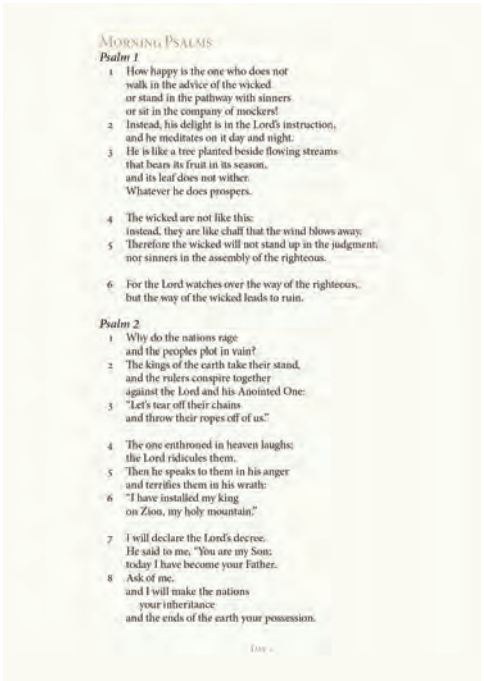 MORNING PSALMS
Psalm 1
1 How happy is the one who does not
walk in the advice of the wicked
or stand in the pathway with sinners
or sit in the company of mockers!
2 Instead, his delight is in the Lord's instruction,
and he meditates on it day and night.
3 He is like a tree planted beside flowing streams
that bears its fruit in its season,
and its leaf does not wither.
Whatever he does prospers.
4 The wicked are not like this;
instead, they are like chaff that the wind blows away.
5 Therefore the wicked will not stand up in the judgment,
nor sinners in the assembly of the righteous.
6 For the Lord watches over the way of the righteous,
but the way of the wicked leads to ruin.
Psalm 2
1 Why do the nations rage
and the peoples plot in vain?
2 The kings of the earth take their stand,
and the rulers conspire together
against the Lord and his Anointed One:
3 "Let's tear off their chains
and throw their ropes off of us."
4 The one enthroned in heaven laughs;
the Lord ridicules them.
5 Then he speaks to them in his anger
and terrifies them in his wrath:
6 "I have installed my king
on Zion, my holy mountain."
7 I will declare the Lord's decree.
He said to me, "You are my Son;
today I have become your Father.
8 Ask of me,
and I will make the nations
your inheritance
and the ends of the earth your possession.
DAY